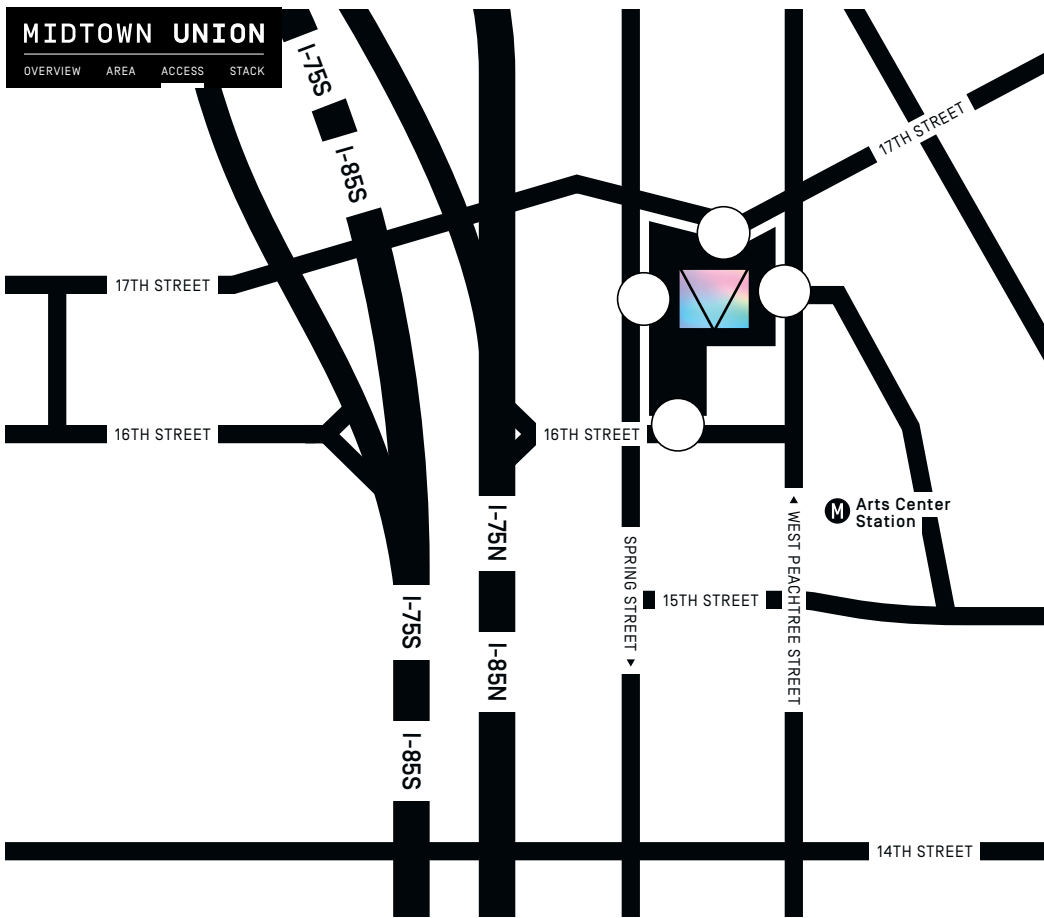 MIDTOWN UNION
OVERVIEW AREA ACCESS STACK
I-75S
I-85S
17TH STREET
17TH STREET
16TH STREET
16TH STREET
M Arts Center
Station
I-75N
SPRING STREET
WEST PEACHTREE STREET
15TH STREET
I-75S
I-85N
I-85S
14TH STREET